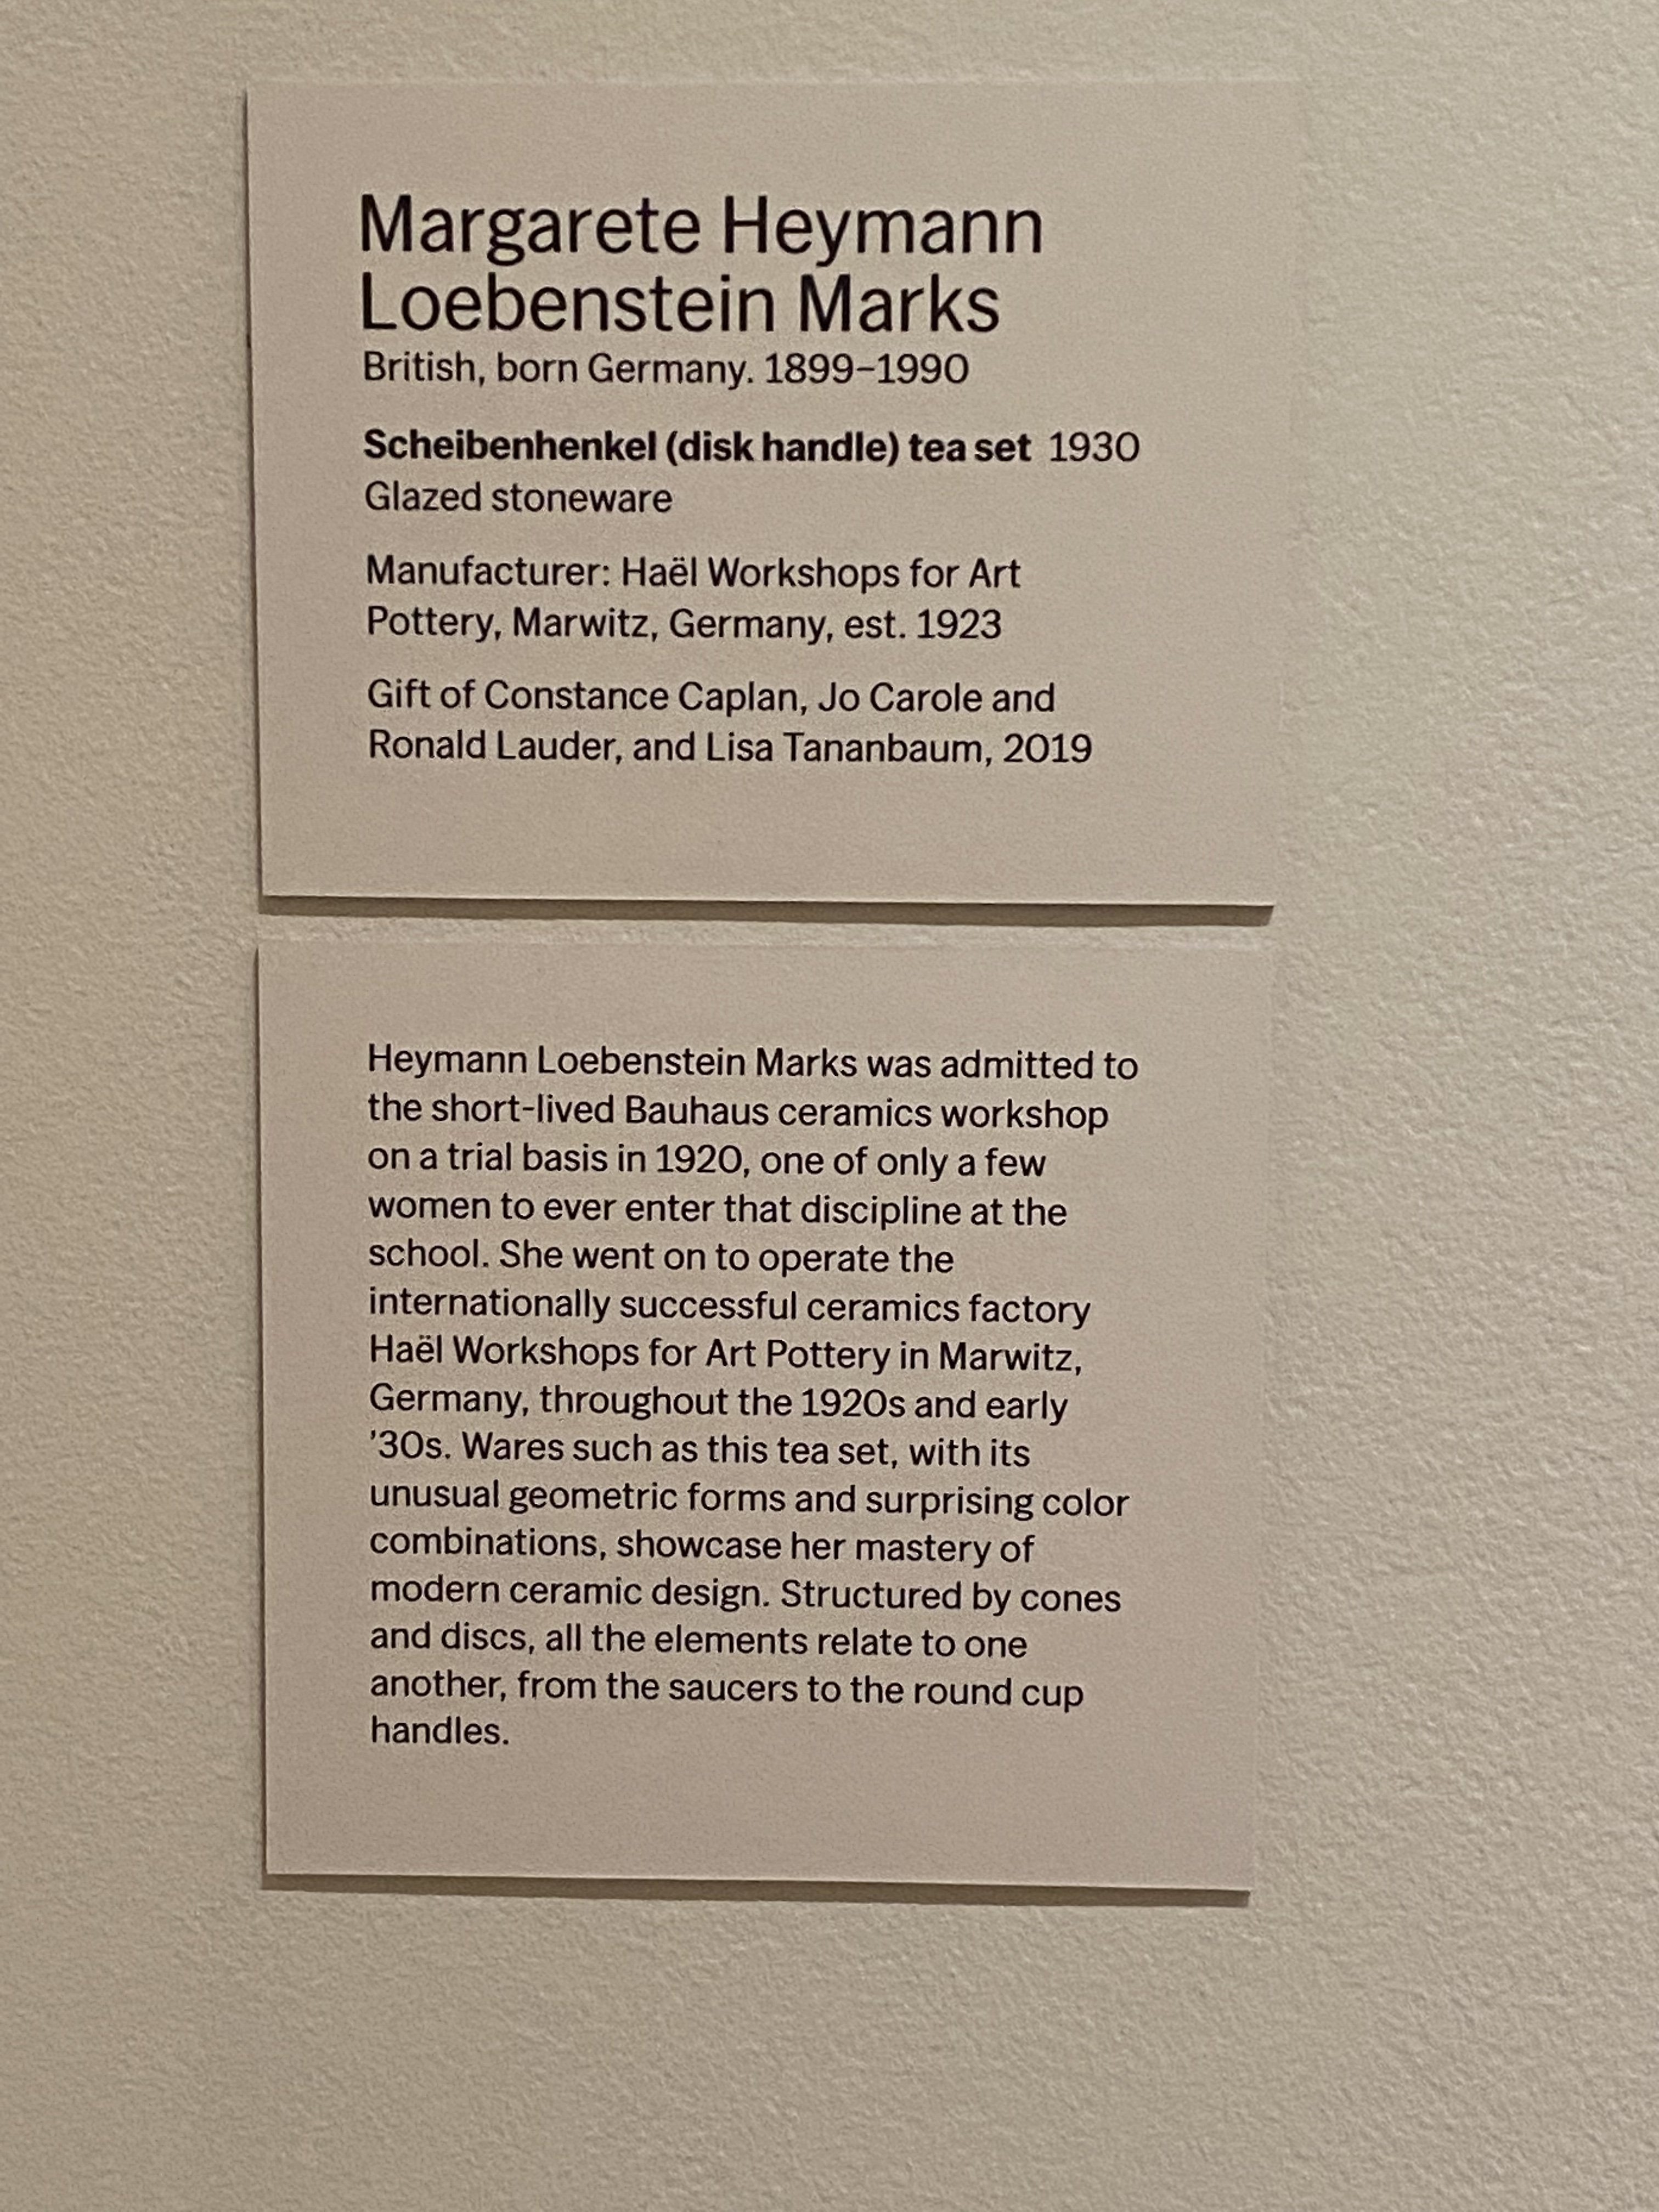 Margarete Heymann
Loebenstein Marks
British, born Germany. 1899–1990
Scheibenhenkel (disk handle) tea set 1930
Glazed stoneware
Manufacturer: Haël Workshops for Art
Pottery, Marwitz, Germany, est. 1923
Gift of Constance Caplan, Jo Carole and
Ronald Lauder, and Lisa Tananbaum, 2019
Heymann Loebenstein Marks was admitted to
the short-lived Bauhaus ceramics workshop
on a trial basis in 1920, one of only a few
women to ever enter that discipline at the
school. She went on to operate the
internationally successful ceramics factory
Haël Workshops for Art Pottery in Marwitz,
Germany, throughout the 1920s and early
’30s. Wares such as this tea set, with its
unusual geometric forms and surprising color
combinations, showcase her mastery of
modern ceramic design. Structured by cones
and discs, all the elements relate to one
another, from the saucers to the round cup
handles.